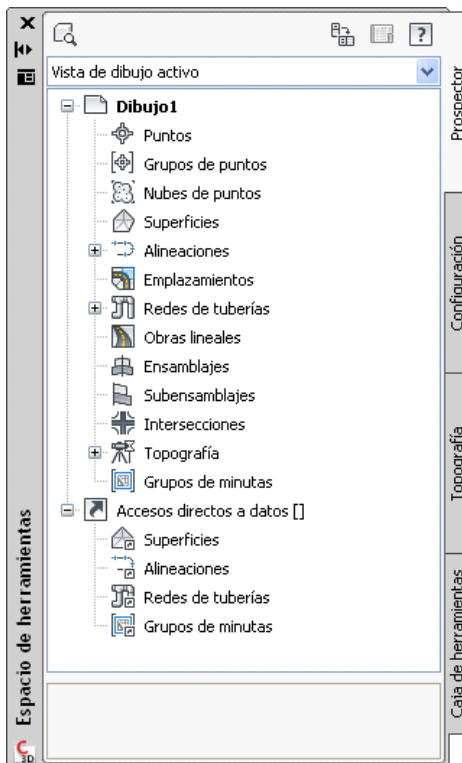 Vista de dibujo activo
Dibujo1
Puntos
Grupos de puntos
Nubes de puntos
Superficies
Alineaciones
Emplazamientos
Redes de tuberías
Obras lineales
Ensamblajes
Subensamblajes
Intersecciones
Topografía
Grupos de minutas
Accesos directos a datos []
Superficies
Alineaciones
Redes de tuberías
Grupos de minutas
Prospector
Configuración
Topografía
Caja de herramientas
Espacio de herramientas
C
3D
?